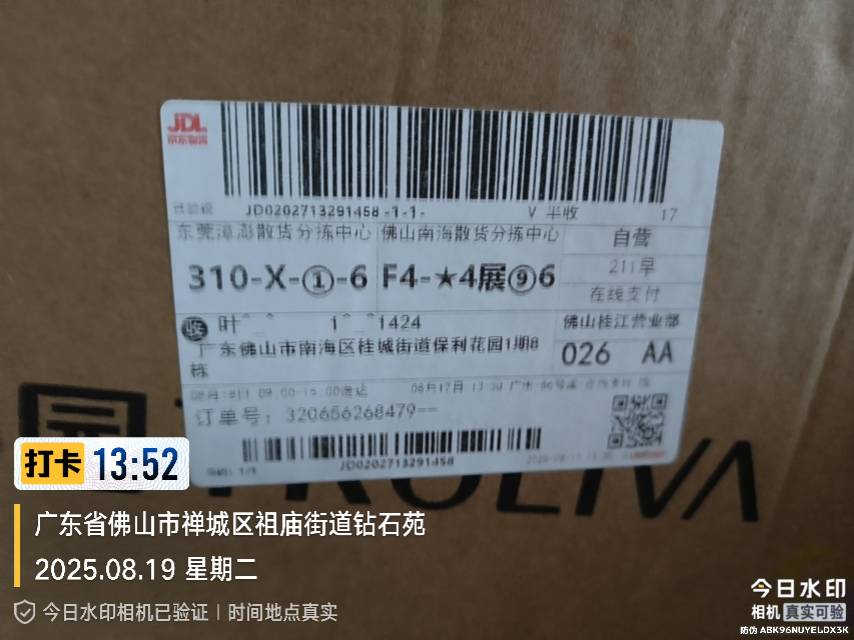 JDL
京东物流
JD0202713291458-1-1-
V 半收
17
东莞漳澎散货分拣中心
佛山南海散货分拣中心
自营
310-X-①-6
F4-★4展⑨6
211早
在线支付
收 叶^_^ 1^_^1424
佛山桂江营业部
广东佛山市南海区桂城街道保利花园1期8
栋
026 AA
订单号: 320656268479--
JD0202713291458
打卡 13:52
广东省佛山市禅城区祖庙街道钻石苑
2025.08.19 星期二
今日水印相机已验证 | 时间地点真实
今日水印
相机 真实可验
防伪 ABK96NUYELDX3K